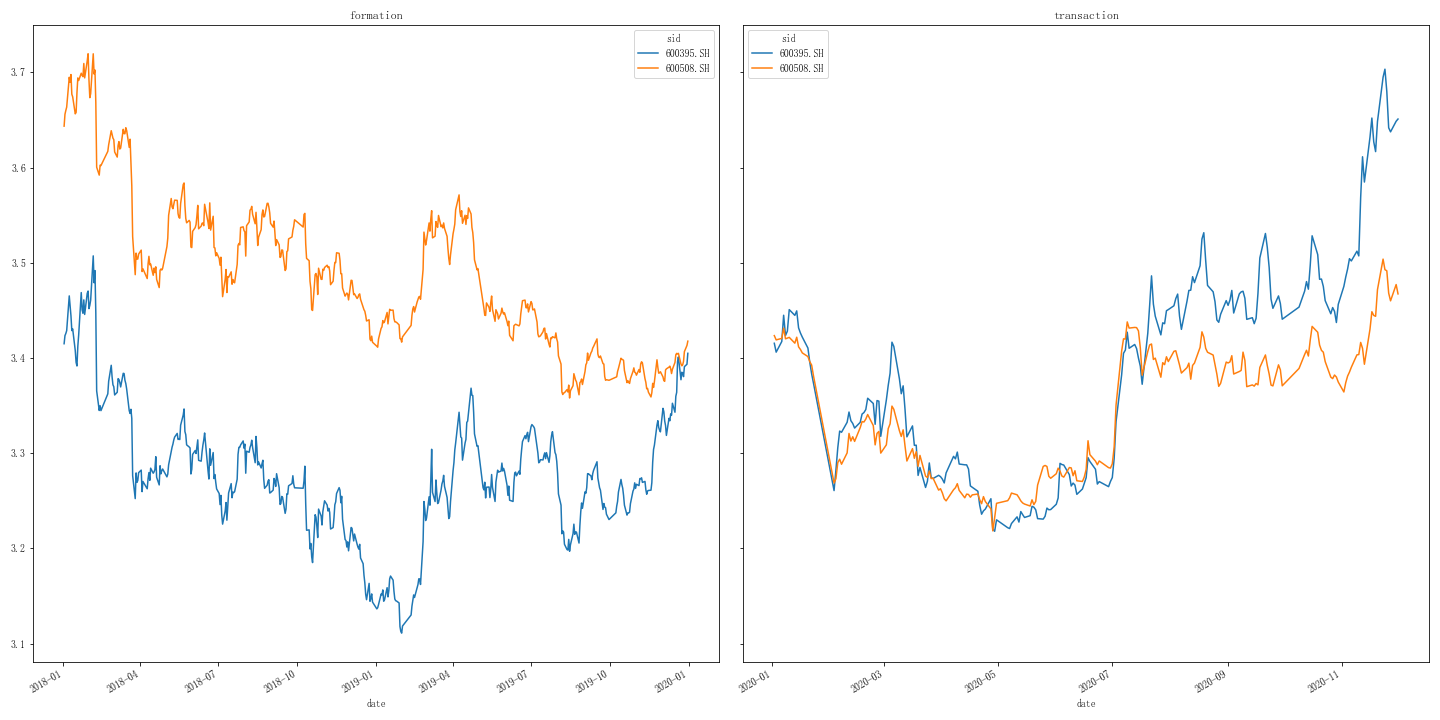 formation
sid
600395.SH
600508.SH
3.7
3.6
3.5
3.4
3.3
3.2
3.1
2018-01
2018-04
2018-07
2018-10
2019-01
2019-04
2019-07
2019-10
2020-01
date
transaction
sid
600395.SH
600508.SH
2020-01
2020-03
2020-05
2020-07
2020-09
2020-11
date